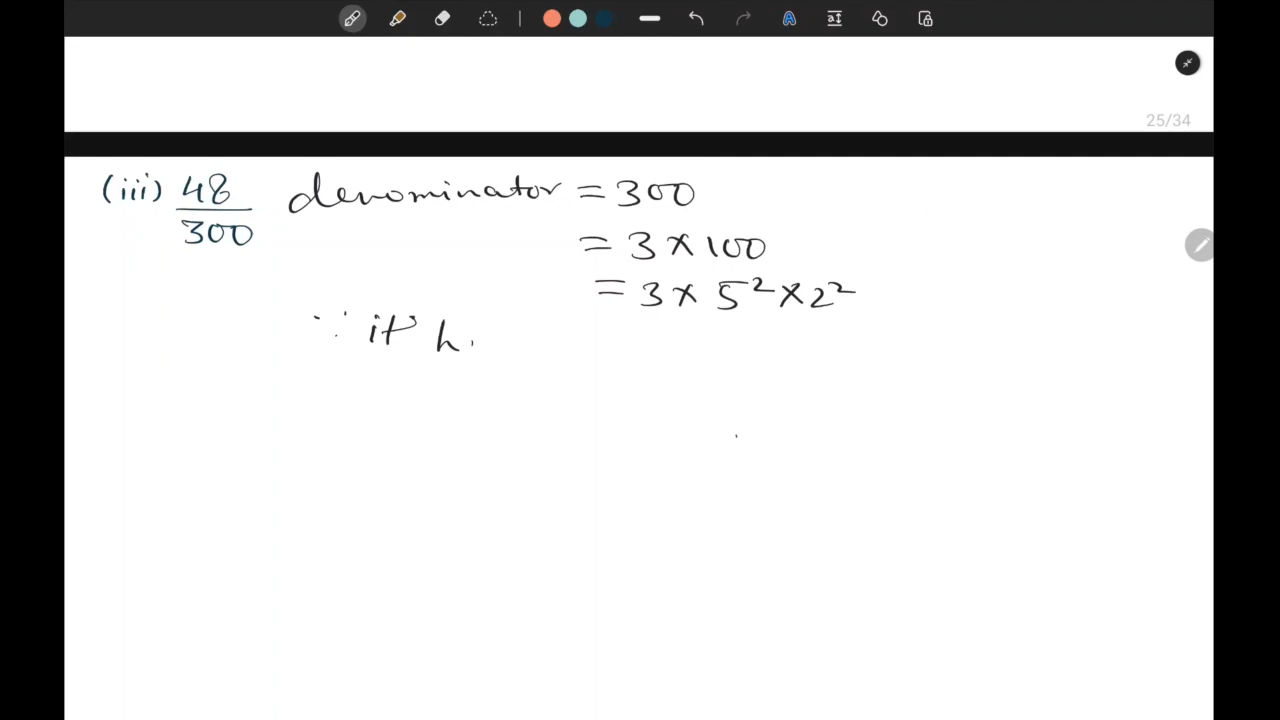 25/34
(iii) 48/300 denominator = 300
= 3 × 100
= 3 × 5² × 2²
∵ it h